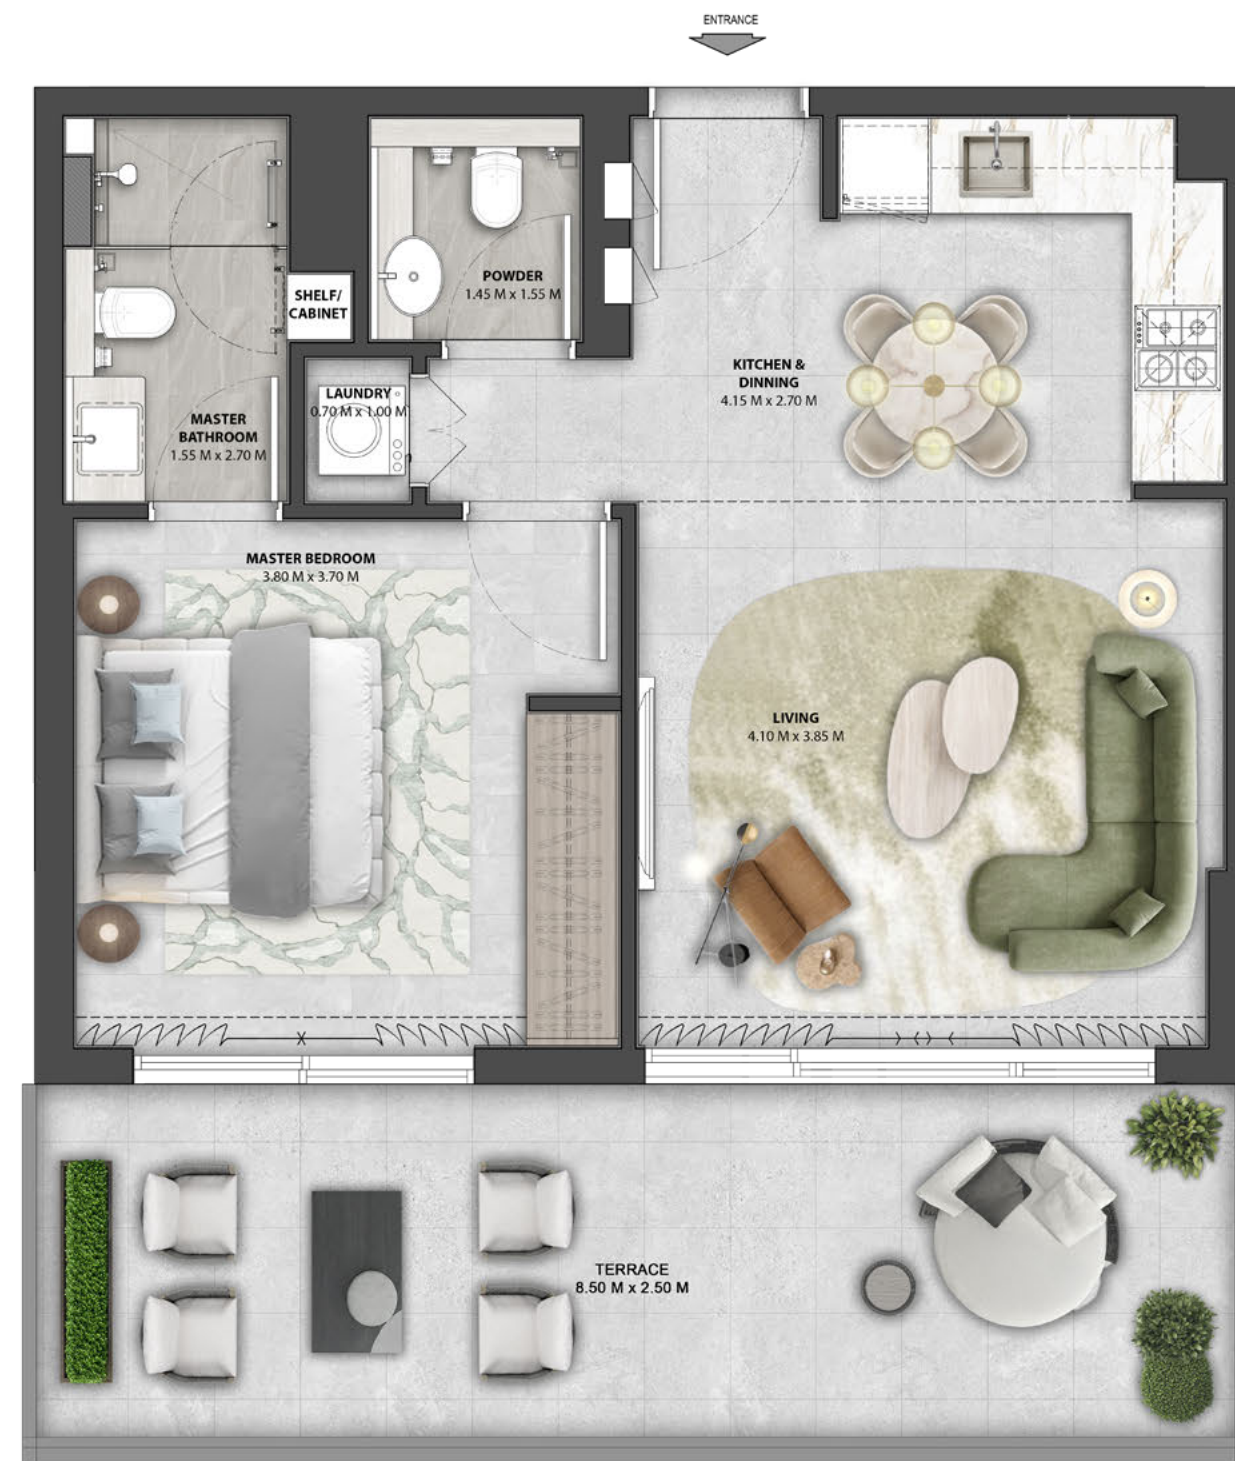 ENTRANCE
POWDER
1.45 M x 1.55 M
SHELF/
CABINET
KITCHEN &
DINNING
4.15 M x 2.70 M
LAUNDRY
0.70 M x 1.00 M
MASTER
BATHROOM
1.55 M x 2.70 M
MASTER BEDROOM
3.80 M x 3.70 M
LIVING
4.10 M x 3.85 M
TERRACE
8.50 M x 2.50 M